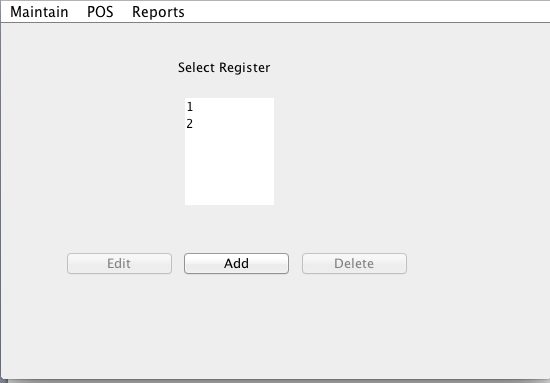 Maintain POS Reports
Select Register
1
2
Edit Add Delete